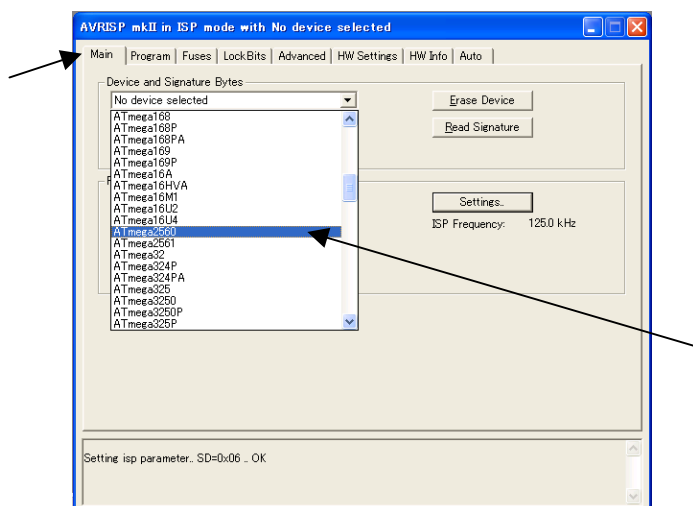 AVRISP mkII in ISP mode with No device selected
Main Program Fuses LockBits Advanced HW Settings HW Info Auto
Device and Signature Bytes
No device selected
Erase Device
Read Signature
ATmega168
ATmega168P
ATmega168PA
ATmega169
ATmega169P
ATmega16A
ATmega16HVA
ATmega16M1
ATmega16U2
ATmega16U4
ATmega2560
ATmega2561
ATmega32
ATmega324P
ATmega324PA
ATmega325
ATmega3250
ATmega3250P
ATmega325P
Settings..
ISP Frequency: 125.0 kHz
Setting isp parameter.. SD=0x06 .. OK